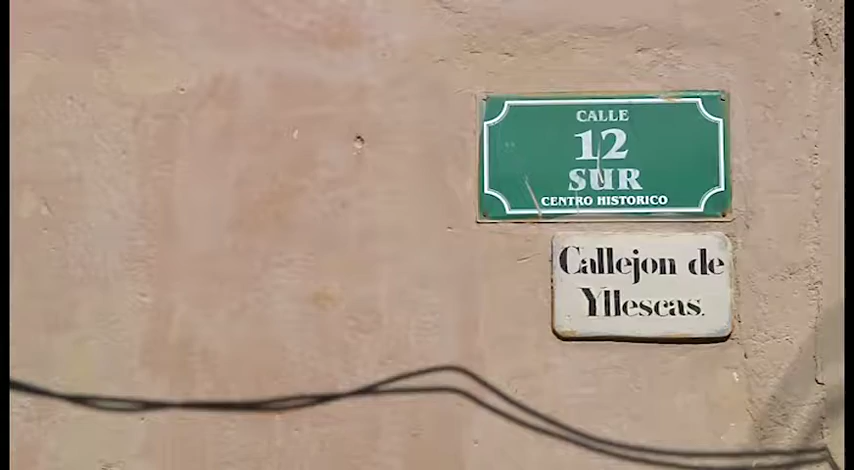 CALLE
12
SUR
CENTRO HISTORICO
Callejon de
Yllescas.